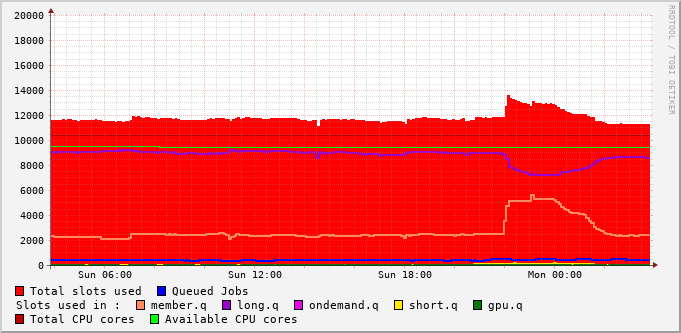 20000
18000
16000
14000
12000
10000
8000
6000
4000
2000
0
Sun 06:00 Sun 12:00 Sun 18:00 Mon 00:00
RRDTOOL / TOBI OETIKER
Total slots used Queued Jobs
Slots used in : member.q long.q ondemand.q short.q gpu.q
Total CPU cores Available CPU cores